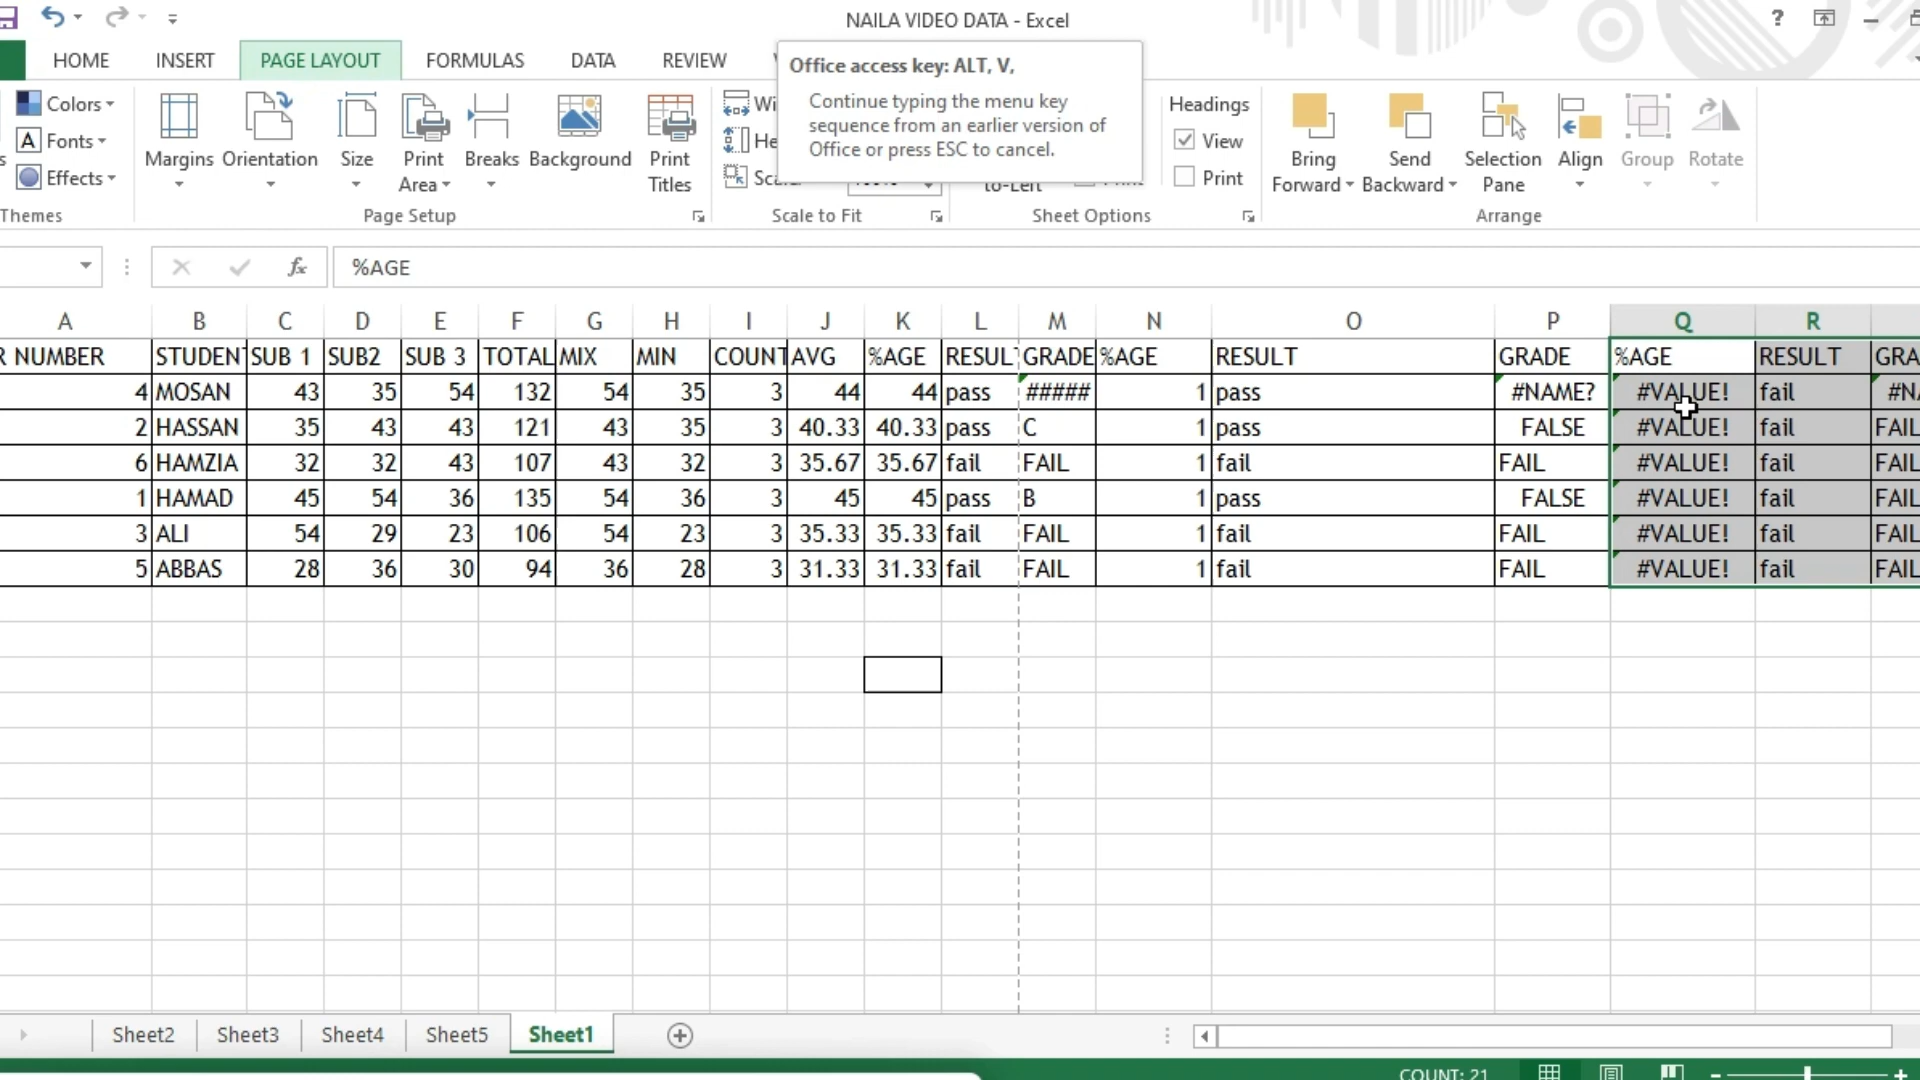 NAILA VIDEO DATA - Excel
?
HOME INSERT PAGE LAYOUT FORMULAS DATA REVIEW
Office access key: ALT, V,
Continue typing the menu key
sequence from an earlier version of
Office or press ESC to cancel.
Colors
Fonts
Effects
Themes
Margins Orientation Size Print Area Breaks Background Print Titles
Page Setup
Wi
He
Sca
Scale to Fit
to-Left
Print
Sheet Options
Headings
View
Print
Bring Forward Send Backward Selection Pane Align Group Rotate
Arrange
fx %AGE
A B C D E F G H I J K L M N O P Q R
R NUMBER STUDENT SUB 1 SUB2 SUB 3 TOTAL MIX MIN COUNT AVG %AGE RESUL GRADE %AGE RESULT GRADE %AGE RESULT GRA
4 MOSAN 43 35 54 132 54 35 3 44 44 pass ##### 1 pass #NAME? #VALUE! fail #NA
2 HASSAN 35 43 43 121 43 35 3 40.33 40.33 pass C 1 pass FALSE #VALUE! fail FAIL
6 HAMZIA 32 32 43 107 43 32 3 35.67 35.67 fail FAIL 1 fail FAIL #VALUE! fail FAIL
1 HAMAD 45 54 36 135 54 36 3 45 45 pass B 1 pass FALSE #VALUE! fail FAIL
3 ALI 54 29 23 106 54 23 3 35.33 35.33 fail FAIL 1 fail FAIL #VALUE! fail FAIL
5 ABBAS 28 36 30 94 36 28 3 31.33 31.33 fail FAIL 1 fail FAIL #VALUE! fail FAIL
Sheet2 Sheet3 Sheet4 Sheet5 Sheet1
COUNT: 21